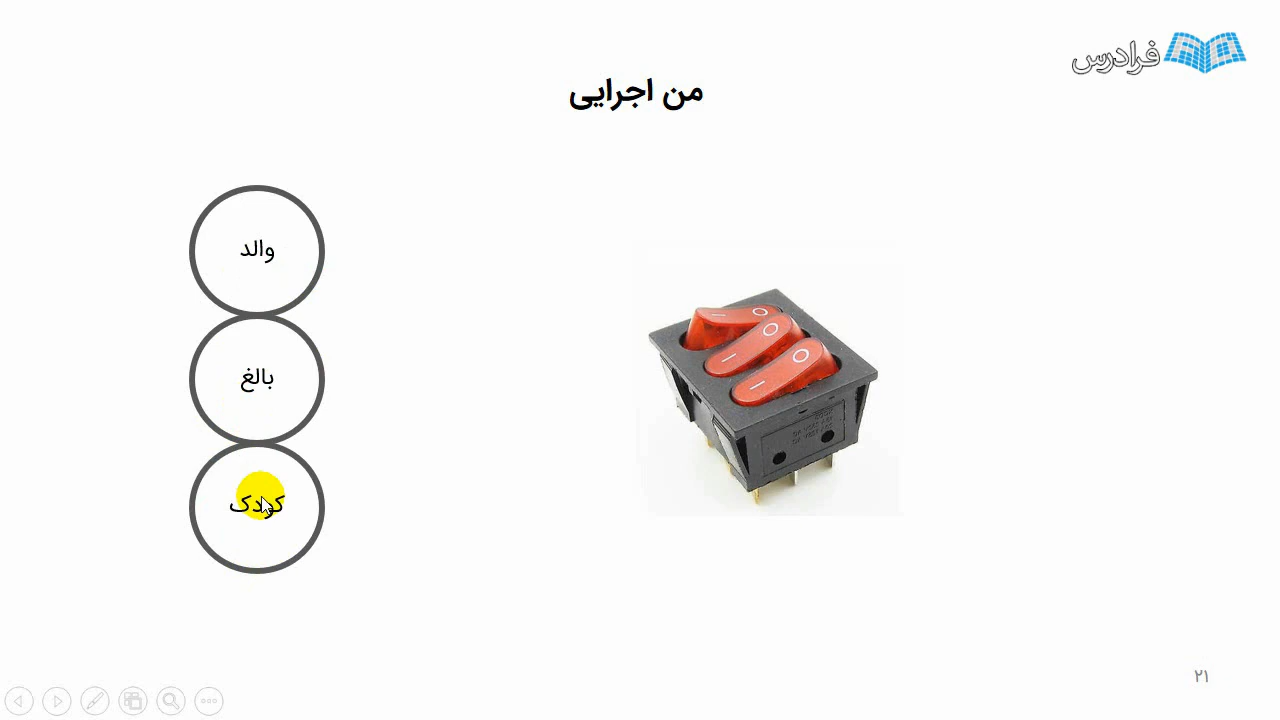 فرادرس
من اجرایی
والد
بالغ
کودک
۲۱